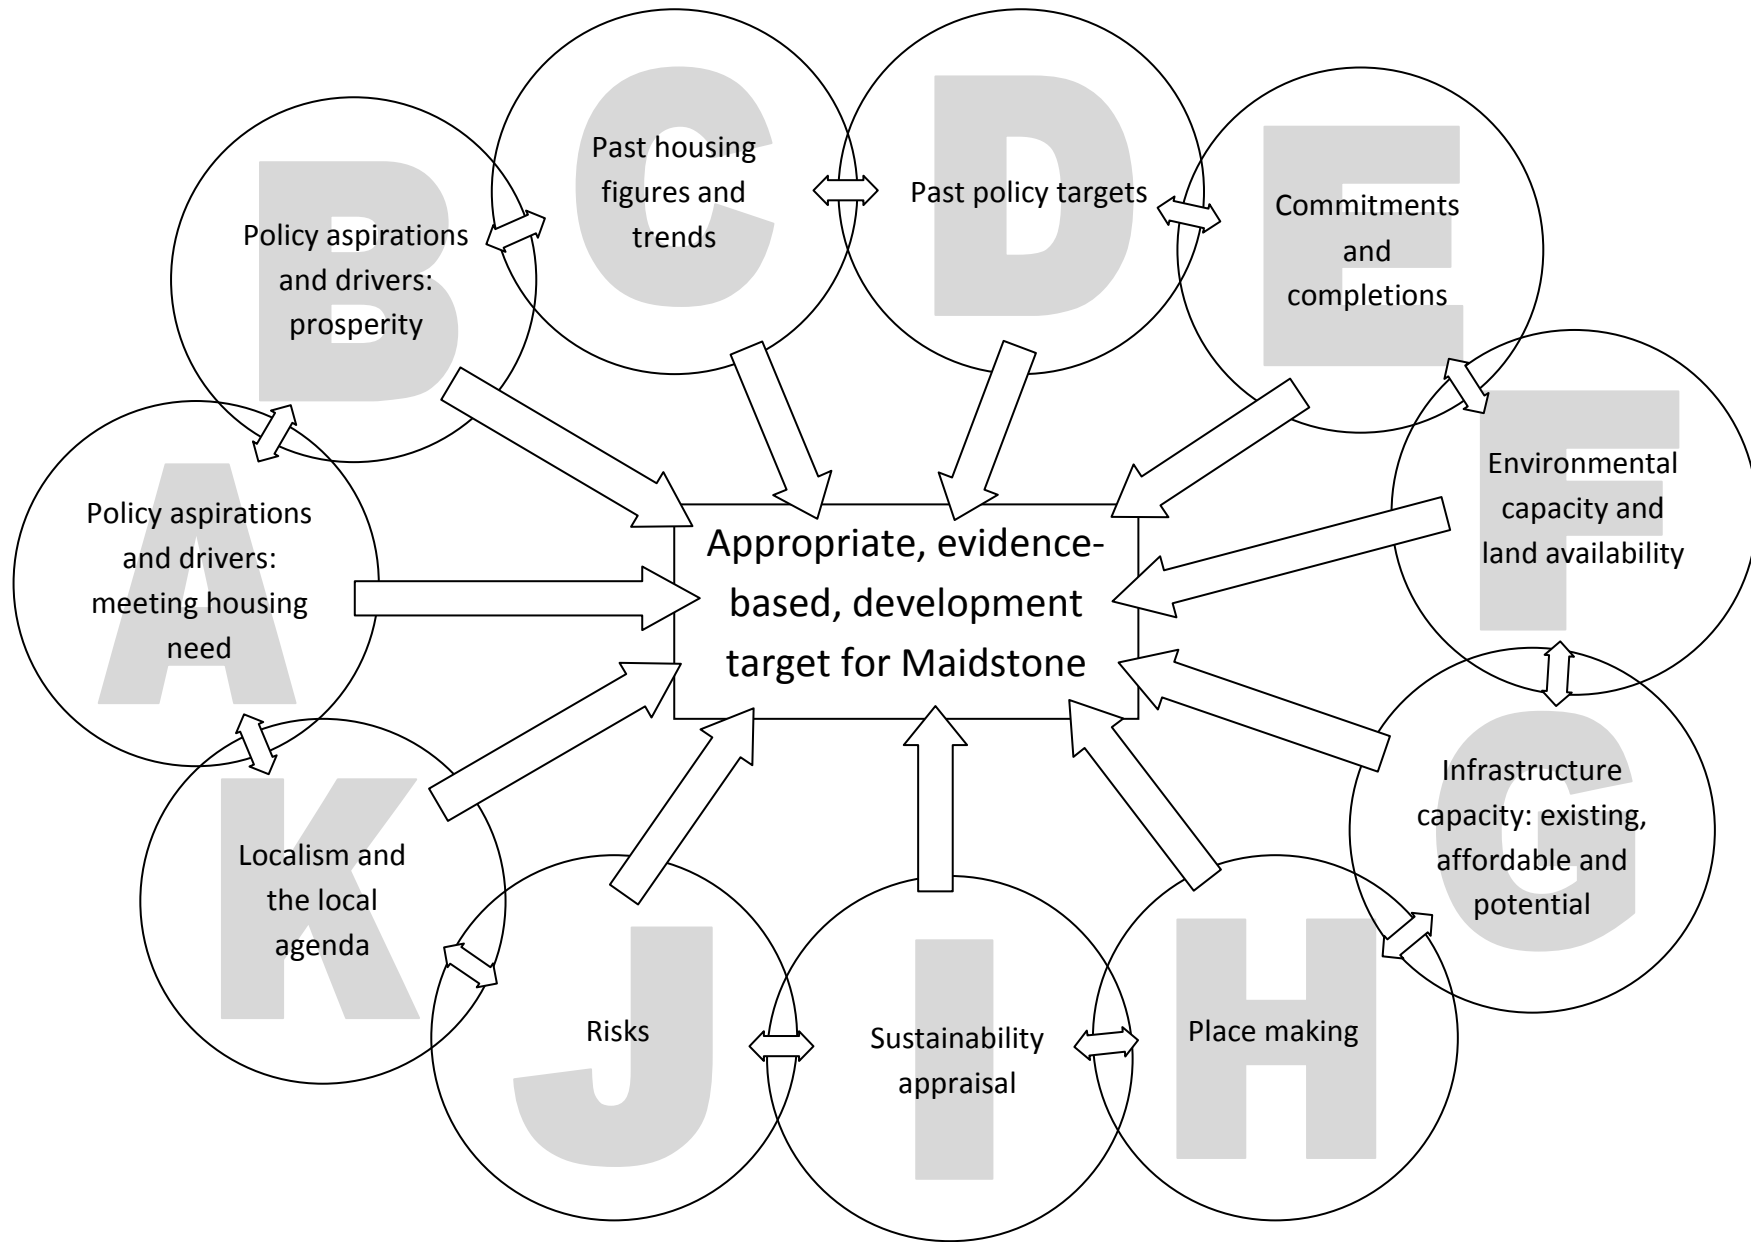 A
Policy aspirations
and drivers:
meeting housing
need
B
Policy aspirations
and drivers:
prosperity
C
Past housing
figures and
trends
D
Past policy targets
E
Commitments
and
completions
F
Environmental
capacity and
land availability
G
Infrastructure
capacity: existing,
affordable and
potential
H
Place making
I
Sustainability
appraisal
J
Risks
K
Localism and
the local
agenda
Appropriate, evidence-
based, development
target for Maidstone